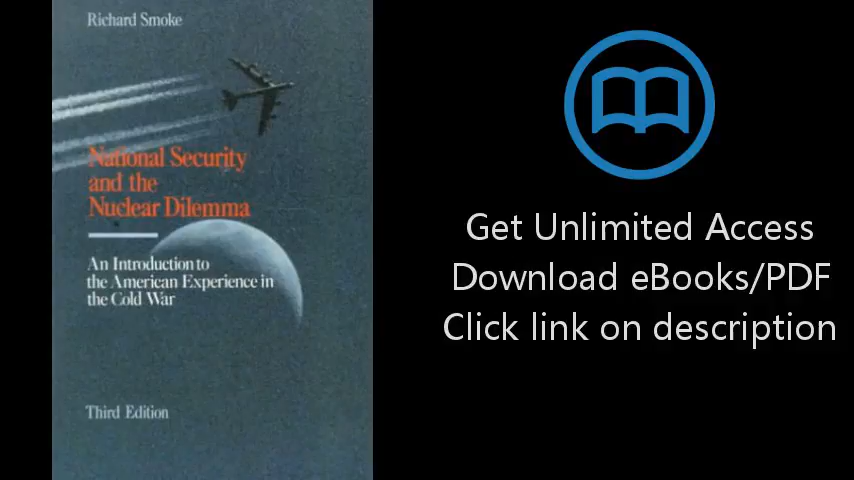 Richard Smoke
National Security
and the
Nuclear Dilemma
An Introduction to
the American Experience in
the Cold War
Third Edition
Get Unlimited Access
Download eBooks/PDF
Click link on description